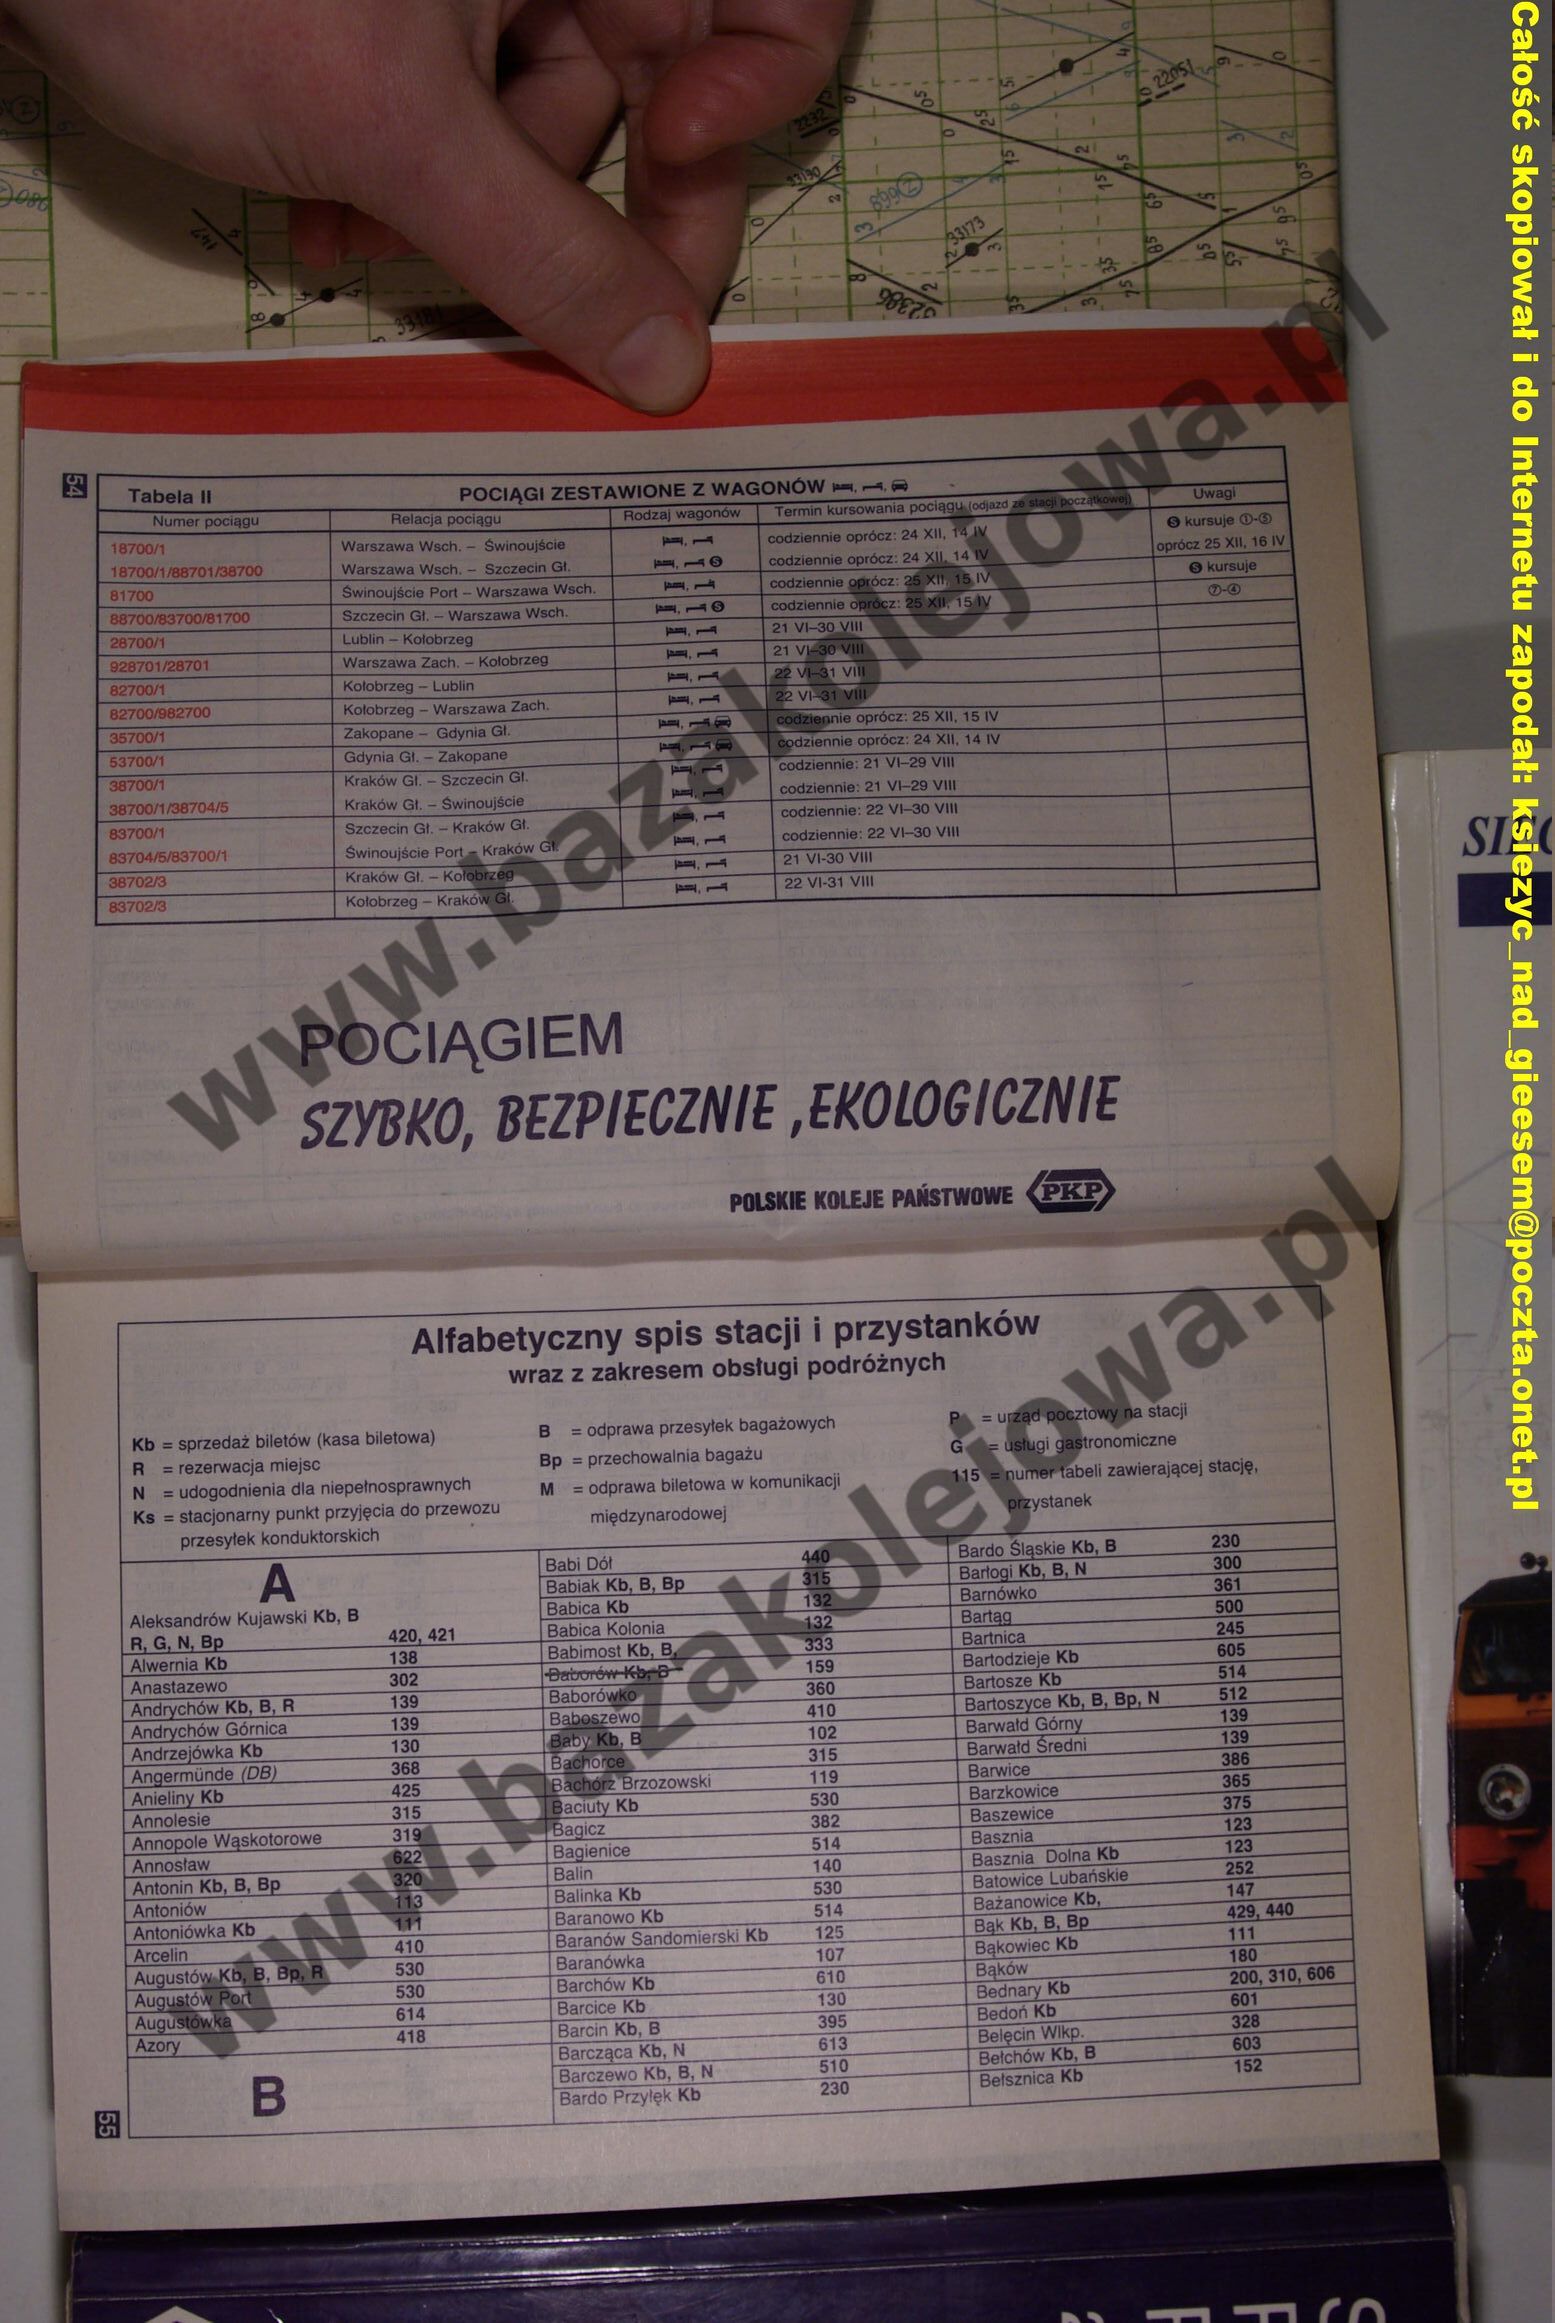 54
Tabela II POCIĄGI ZESTAWIONE Z WAGONÓW
Numer pociągu Relacja pociągu Rodzaj wagonów Termin kursowania pociągu (odjazd ze stacji początkowej) Uwagi
18700/1 Warszawa Wsch. – Świnoujście codziennie oprócz: 24 XII, 14 IV Ⓢ kursuje ①-⑤
18700/1/88701/38700 Warszawa Wsch. – Szczecin Gł. Ⓢ codziennie oprócz: 24 XII, 14 IV oprócz 25 XII, 16 IV
81700 Świnoujście Port – Warszawa Wsch. codziennie oprócz: 25 XII, 15 IV Ⓢ kursuje
88700/83700/81700 Szczecin Gł. – Warszawa Wsch. Ⓢ codziennie oprócz: 25 XII, 15 IV ⑦-④
28700/1 Lublin – Kołobrzeg 21 VI–30 VIII
928701/28701 Warszawa Zach. – Kołobrzeg 21 VI–30 VIII
82700/1 Kołobrzeg – Lublin 22 VI–31 VIII
82700/982700 Kołobrzeg – Warszawa Zach. 22 VI–31 VIII
35700/1 Zakopane – Gdynia Gł. codziennie oprócz: 25 XII, 15 IV
53700/1 Gdynia Gł. – Zakopane codziennie oprócz: 24 XII, 14 IV
38700/1 Kraków Gł. – Szczecin Gł. codziennie: 21 VI–29 VIII
38700/1/38704/5 Kraków Gł. – Świnoujście codziennie: 21 VI–29 VIII
83700/1 Szczecin Gł. – Kraków Gł. codziennie: 22 VI–30 VIII
83704/5/83700/1 Świnoujście Port – Kraków Gł. codziennie: 22 VI–30 VIII
38702/3 Kraków Gł. – Kołobrzeg 21 VI-30 VIII
83702/3 Kołobrzeg – Kraków Gł. 22 VI-31 VIII
POCIĄGIEM
SZYBKO, BEZPIECZNIE ,EKOLOGICZNIE
POLSKIE KOLEJE PAŃSTWOWE PKP
Alfabetyczny spis stacji i przystanków
wraz z zakresem obsługi podróżnych
Kb = sprzedaż biletów (kasa biletowa)
R = rezerwacja miejsc
N = udogodnienia dla niepełnosprawnych
Ks = stacjonarny punkt przyjęcia do przewozu
przesyłek konduktorskich
B = odprawa przesyłek bagażowych
Bp = przechowalnia bagażu
M = odprawa biletowa w komunikacji
międzynarodowej
P = urząd pocztowy na stacji
G = usługi gastronomiczne
115 = numer tabeli zawierającej stację,
przystanek
A
Aleksandrów Kujawski Kb, B
R, G, N, Bp 420, 421
Alwernia Kb 138
Anastazewo 302
Andrychów Kb, B, R 139
Andrychów Górnica 139
Andrzejówka Kb 130
Angermünde (DB) 368
Anieliny Kb 425
Annolesie 315
Annopole Wąskotorowe 319
Annosław 622
Antonin Kb, B, Bp 320
Antoniów 113
Antoniówka Kb 111
Arcelin 410
Augustów Kb, B, Bp, R 530
Augustów Port 530
Augustówka 614
Azory 418
B
Babi Dół 440
Babiak Kb, B, Bp 315
Babica Kb 132
Babica Kolonia 132
Babimost Kb, B, 333
Baborów Kb, B 159
Baborówko 360
Baboszewo 410
Baby Kb, B 102
Bachorce 315
Bachórz Brzozowski 119
Baciuty Kb 530
Bagicz 382
Bagienice 514
Balin 140
Balinka Kb 530
Baranowo Kb 514
Baranów Sandomierski Kb 125
Baranówka 107
Barchów Kb 610
Barcice Kb 130
Barcin Kb, B 395
Barcząca Kb, N 613
Barczewo Kb, B, N 510
Bardo Przyłęk Kb 230
Bardo Śląskie Kb, B 230
Barłogi Kb, B, N 300
Barnówko 361
Bartąg 500
Bartnica 245
Bartodzieje Kb 605
Bartosze Kb 514
Bartoszyce Kb, B, Bp, N 512
Barwałd Górny 139
Barwałd Średni 139
Barwice 386
Barzkowice 365
Baszewice 375
Basznia 123
Basznia Dolna Kb 123
Batowice Lubańskie 252
Bażanowice Kb, 147
Bąk Kb, B, Bp 429, 440
Bąkowiec Kb 111
Bąków 180
Bednary Kb 200, 310, 606
Bedoń Kb 601
Belęcin Wlkp. 328
Bełchów Kb, B 603
Bełsznica Kb 152
55
www.bazakolejowa.pl
www.bazakolejowa.pl
Całość skopiował i do Internetu zapodał: ksiezyc_nad_gieesem@poczta.onet.pl
22051
33190
899
33173
33181
147